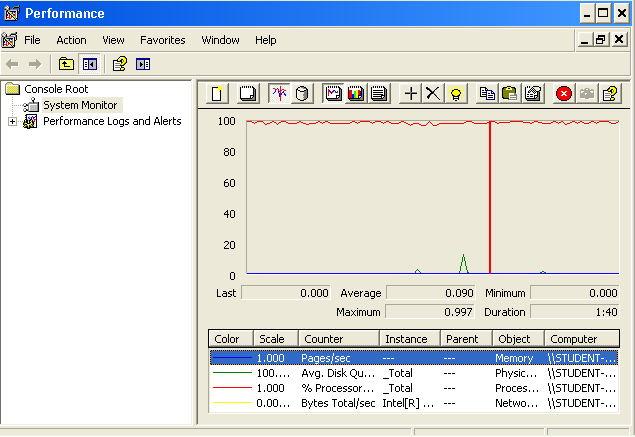 Performance
File Action View Favorites Window Help
Console Root
System Monitor
Performance Logs and Alerts
100
80
60
40
20
0
Last 0.000 Average 0.090 Minimum 0.000
Maximum 0.997 Duration 1:40
Color Scale Counter Instance Parent Object Computer
1.000 Pages/sec --- --- Memory \\STUDENT-...
100.... Avg. Disk Qu... _Total --- Physic... \\STUDENT-...
1.000 % Processor... _Total --- Proces... \\STUDENT-...
0.00... Bytes Total/sec Intel[R] ... --- Netwo... \\STUDENT-...